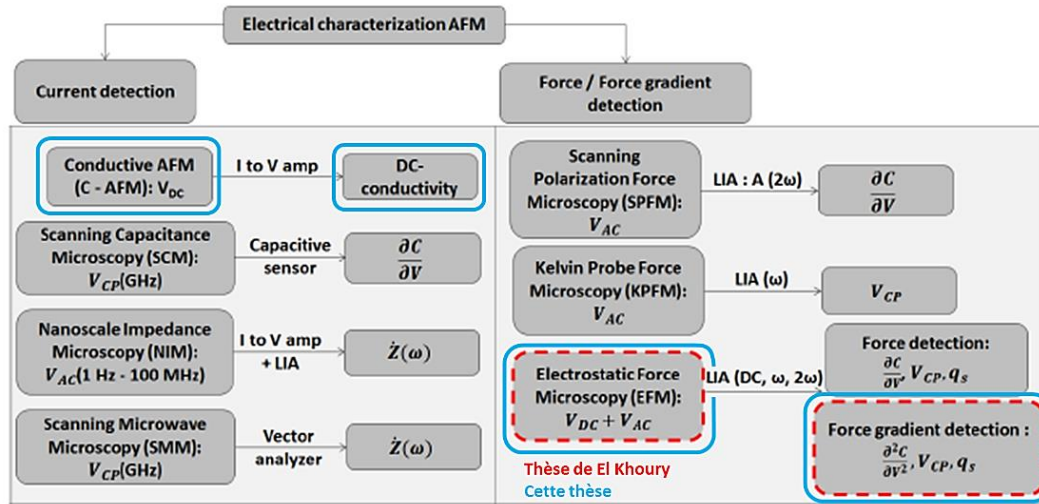 Electrical characterization AFM
Current detection
Force / Force gradient
detection
Conductive AFM
(C - AFM): V_DC
I to V amp
DC-
conductivity
Scanning Capacitance
Microscopy (SCM):
V_CP(GHz)
Capacitive
sensor
∂C
∂V
Nanoscale Impedance
Microscopy (NIM):
V_AC(1 Hz - 100 MHz)
I to V amp
+ LIA
Ż(ω)
Scanning Microwave
Microscopy (SMM):
V_CP(GHz)
Vector
analyzer
Ż(ω)
Scanning
Polarization Force
Microscopy (SPFM):
V_AC
LIA : A (2ω)
∂C
∂V
Kelvin Probe Force
Microscopy (KPFM):
V_AC
LIA (ω)
V_CP
Electrostatic Force
Microscopy (EFM):
V_DC + V_AC
LIA (DC, ω, 2ω)
Force detection:
∂C/∂V, V_CP, q_s
Force gradient detection :
∂²C/∂V², V_CP, q_s
Thèse de El Khoury
Cette thèse